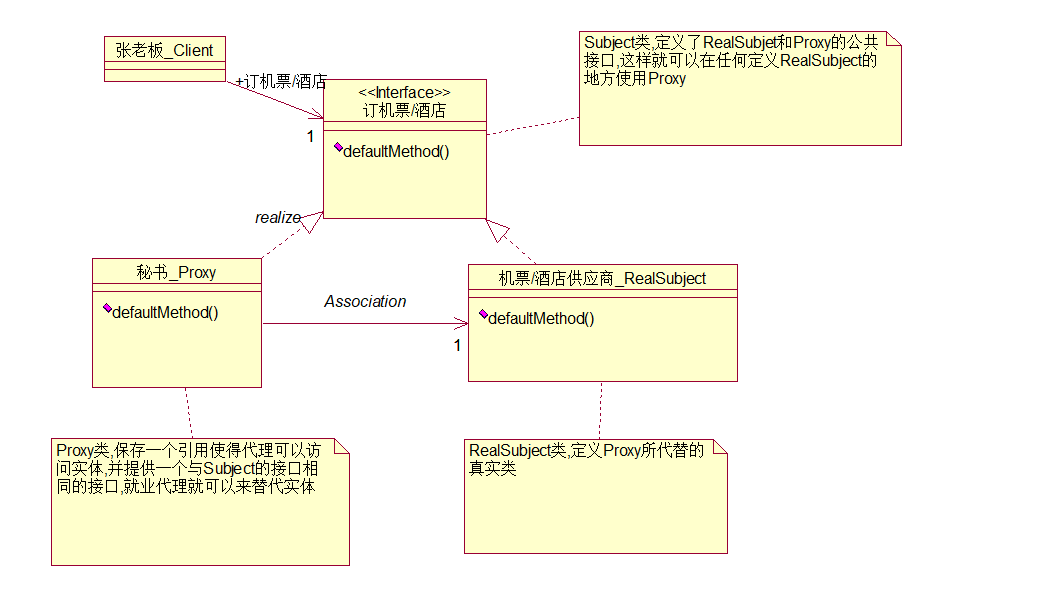 张老板_Client
+订机票/酒店
1
<<Interface>>
订机票/酒店
defaultMethod()
Subject类,定义了RealSubjet和Proxy的公共
接口,这样就可以在任何定义RealSubject的
地方使用Proxy
realize
秘书_Proxy
defaultMethod()
Association
1
机票/酒店供应商_RealSubject
defaultMethod()
Proxy类,保存一个引用使得代理可以访
问实体,并提供一个与Subject的接口相
同的接口,就业代理就可以来替代实体
RealSubject类,定义Proxy所代替的
真实类